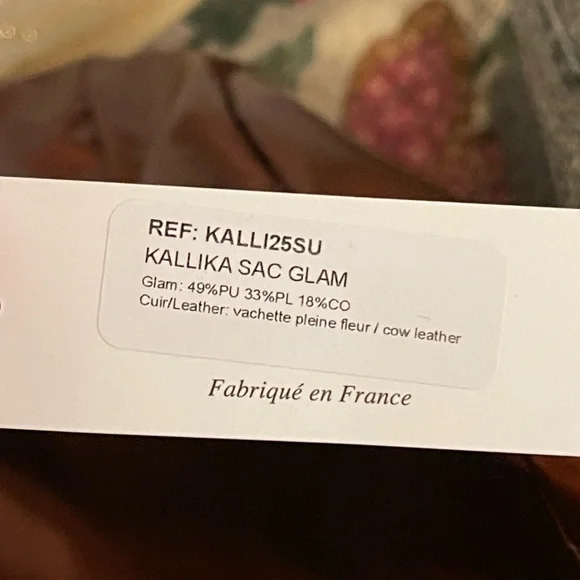 REF: KALLI25SU
KALLIKA SAC GLAM
Glam: 49%PU 33%PL 18%CO
Cuir/Leather: vachette pleine fleur / cow leather
Fabriqué en France